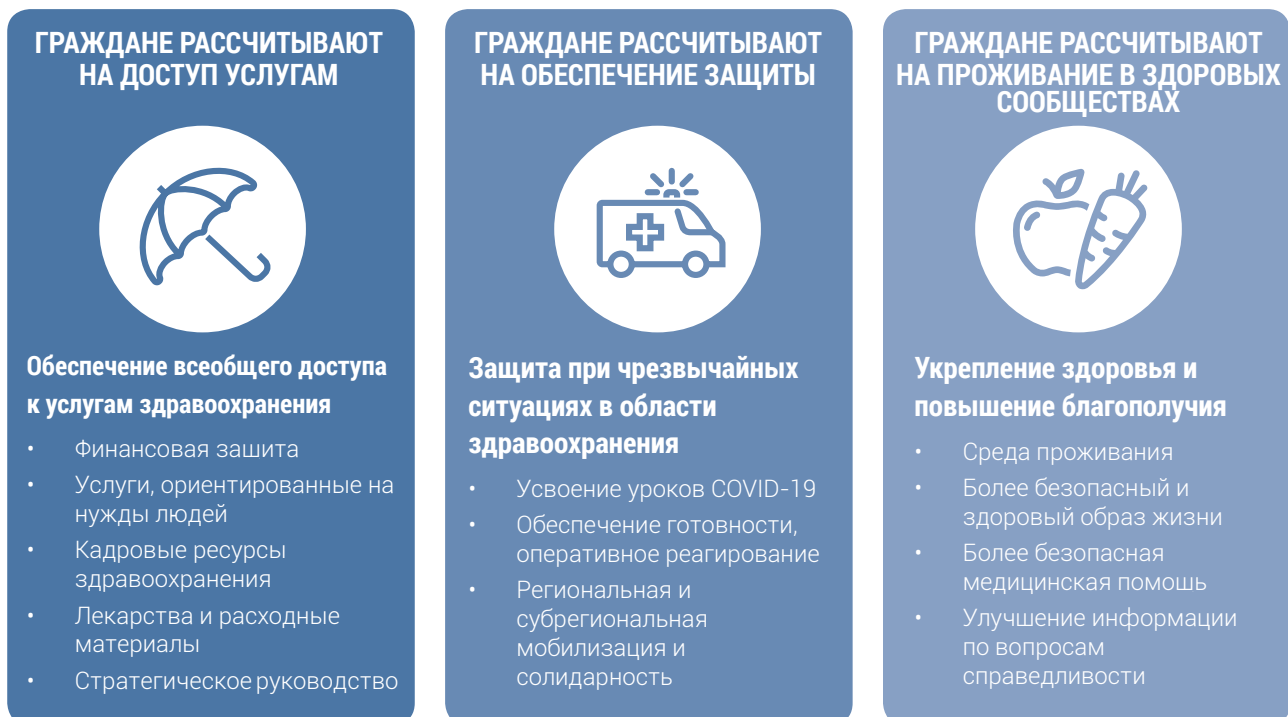 ГРАЖДАНЕ РАССЧИТЫВАЮТ
НА ДОСТУП УСЛУГАМ
Обеспечение всеобщего доступа
к услугам здравоохранения
• Финансовая зашита
• Услуги, ориентированные на
нужды людей
• Кадровые ресурсы
здравоохранения
• Лекарства и расходные
материалы
• Стратегическое руководство
ГРАЖДАНЕ РАССЧИТЫВАЮТ
НА ОБЕСПЕЧЕНИЕ ЗАЩИТЫ
Защита при чрезвычайных
ситуациях в области
здравоохранения
• Усвоение уроков COVID-19
• Обеспечение готовности,
оперативное реагирование
• Региональная и
субрегиональная
мобилизация и
солидарность
ГРАЖДАНЕ РАССЧИТЫВАЮТ
НА ПРОЖИВАНИЕ В ЗДОРОВЫХ
СООБЩЕСТВАХ
Укрепление здоровья и
повышение благополучия
• Среда проживания
• Более безопасный и
здоровый образ жизни
• Более безопасная
медицинская помошь
• Улучшение информации
по вопросам
справедливости